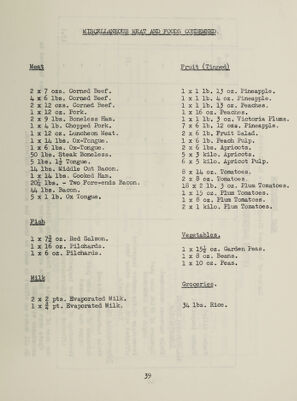 MISCELLANEOUS MEAT AND FOODS CONDEMNED.
Meat
2 x 7 ozs. Corned Beef.
4 x 6 lbs. Corned Beef.
2 x 12 ozs. Corned Beef.
1 x 12 oz. Pork.
2 x 9 lbs. Boneless Ham.
1 x 4 lb. Chopped Pork.
1 x 12 oz. Luncheon Meat.
1 x 14 lbs. Ox-Tongue.
1 x 6 lbs. Ox-Tongue.
50 lbs. Steak Boneless.
5 lbs. 1½ Tongue.
14 lbs. Middle Cut Bacon.
1 x 14 lbs. Cooked Ham.
20½ lbs. - Two Fore-ends Bacon.
44 lbs. Bacon.
5 x 1 lb. Ox Tongue.
Fish
1 x 7½ oz. Red Salmon.
1 x 16 oz. Pilchards.
1 x 6 oz. Pilchards.
Milk
2 x 2 pts. Evaporated Milk.
1 x pt. Evaporated Milk.
Fruit (Tinned)
1 x 1 lb. 13 oz. Pineapple.
1 x 1 lb. 4 oz. Pineapple.
1 x 1 lb. 13 oz. Peaches.
1 x 16 oz. Peaches.
1 x 1 lb. 3 oz. Victoria Plums.
7 x 6 lb. 12 oz. Pineapple.
2 x 6 lb. Fruit Salad.
1 x 6 lb. Peach Pulp.
2 x 6 lbs. Apricots.
5 x 3 kilo. Apricots.
4 x 5 kilo. Apricot Pulp.
8 x 14 oz. Tomatoes.
2 x 8 oz. Tomatoes.
18 x 2 lb. 3 oz. Plum Tomatoes.
1 x 15 oz. Plum Tomatoes.
1 x 8 oz. Plum Tomatoes.
2 x 1 kilo. Plum Tomatoes.
Vegetables.
1 x 15½ oz. Garden Peas.
1 x 8 oz. Beans.
1 x 10 oz. Peas.
Groceries.
34 lbs. Rice.
39